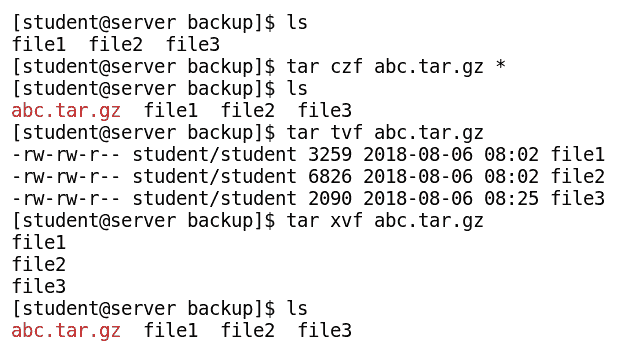 [student@server backup]$ ls
file1  file2  file3
[student@server backup]$ tar czf abc.tar.gz *
[student@server backup]$ ls
abc.tar.gz  file1  file2  file3
[student@server backup]$ tar tvf abc.tar.gz
-rw-rw-r-- student/student 3259 2018-08-06 08:02 file1
-rw-rw-r-- student/student 6826 2018-08-06 08:02 file2
-rw-rw-r-- student/student 2090 2018-08-06 08:25 file3
[student@server backup]$ tar xvf abc.tar.gz
file1
file2
file3
[student@server backup]$ ls
abc.tar.gz  file1  file2  file3